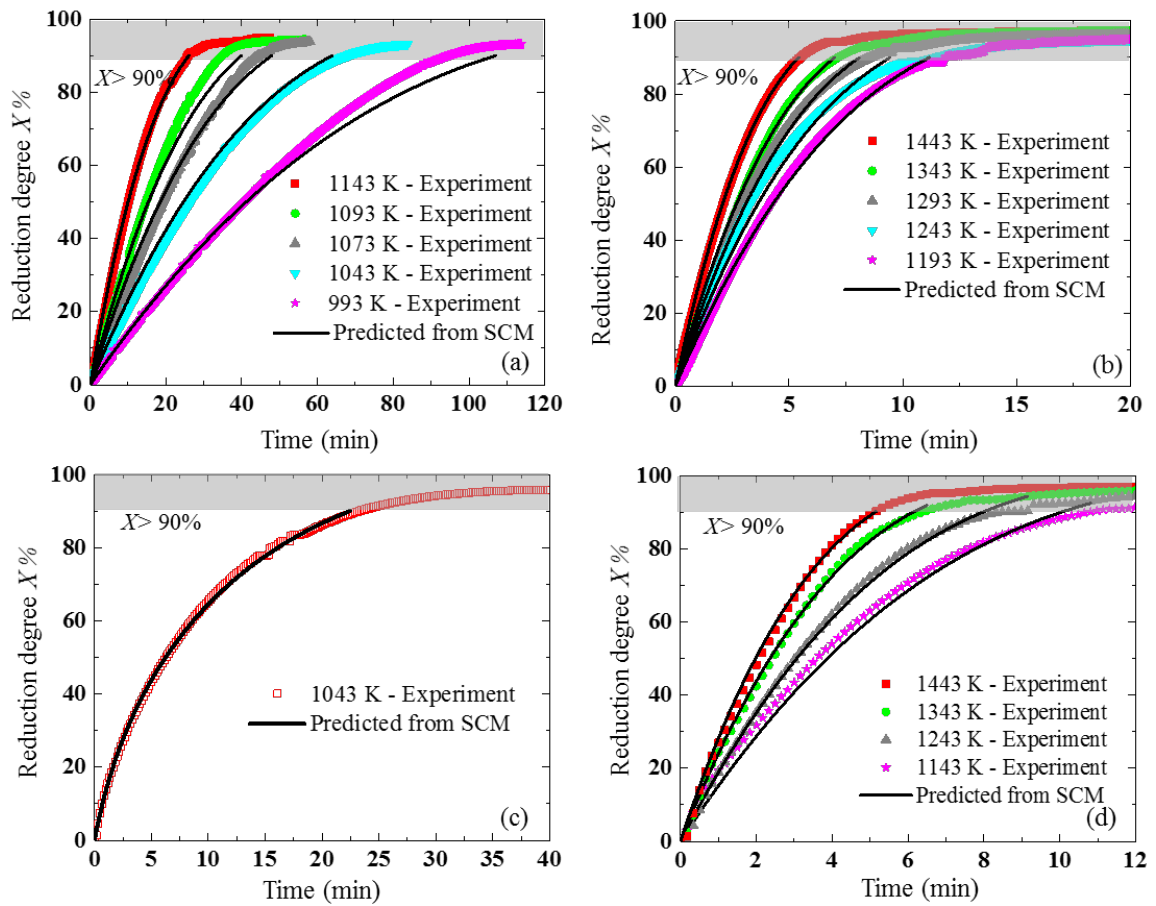 100
80
60
40
20
0
Reduction degree X %
X> 90%
1143 K - Experiment
1093 K - Experiment
1073 K - Experiment
1043 K - Experiment
993 K - Experiment
Predicted from SCM
(a)
0 20 40 60 80 100 120
Time (min)
100
80
60
40
20
0
Reduction degree X %
X> 90%
1443 K - Experiment
1343 K - Experiment
1293 K - Experiment
1243 K - Experiment
1193 K - Experiment
Predicted from SCM
(b)
0 5 10 15 20
Time (min)
100
80
60
40
20
0
Reduction degree X %
X> 90%
1043 K - Experiment
Predicted from SCM
(c)
0 5 10 15 20 25 30 35 40
Time (min)
100
80
60
40
20
0
Reduction degree X %
X> 90%
1443 K - Experiment
1343 K - Experiment
1243 K - Experiment
1143 K - Experiment
Predicted from SCM
(d)
0 2 4 6 8 10 12
Time (min)